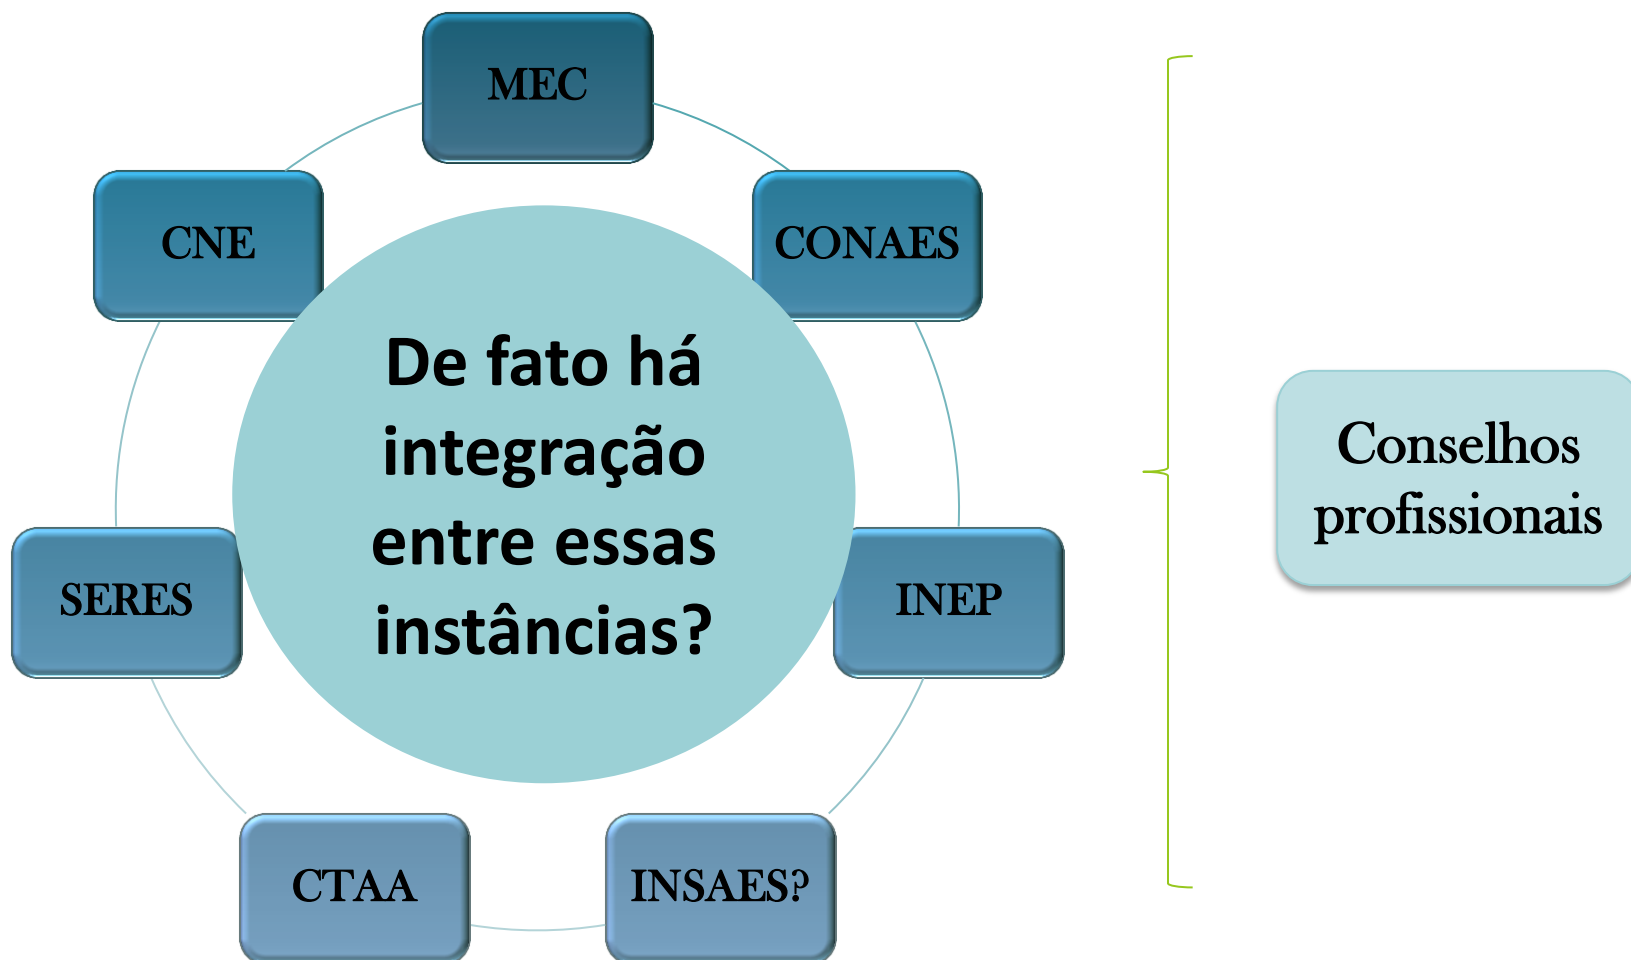 MEC
CNE
CONAES
De fato há
integração
entre essas
instâncias?
Conselhos
profissionais
SERES
INEP
CTAA
INSAES?